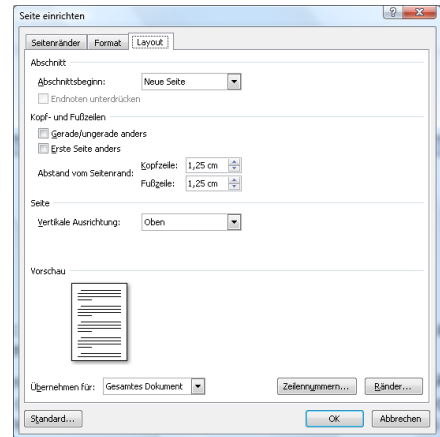 Seite einrichten
Seitenränder Format Layout
Abschnitt
Abschnittsbeginn: Neue Seite
Endnoten unterdrücken
Kopf- und Fußzeilen
Gerade/ungerade anders
Erste Seite anders
Abstand vom Seitenrand:
Kopfzeile: 1,25 cm
Fußzeile: 1,25 cm
Seite
Vertikale Ausrichtung: Oben
Vorschau
Übernehmen für: Gesamtes Dokument Zeilennummern... Ränder...
Standard... OK Abbrechen